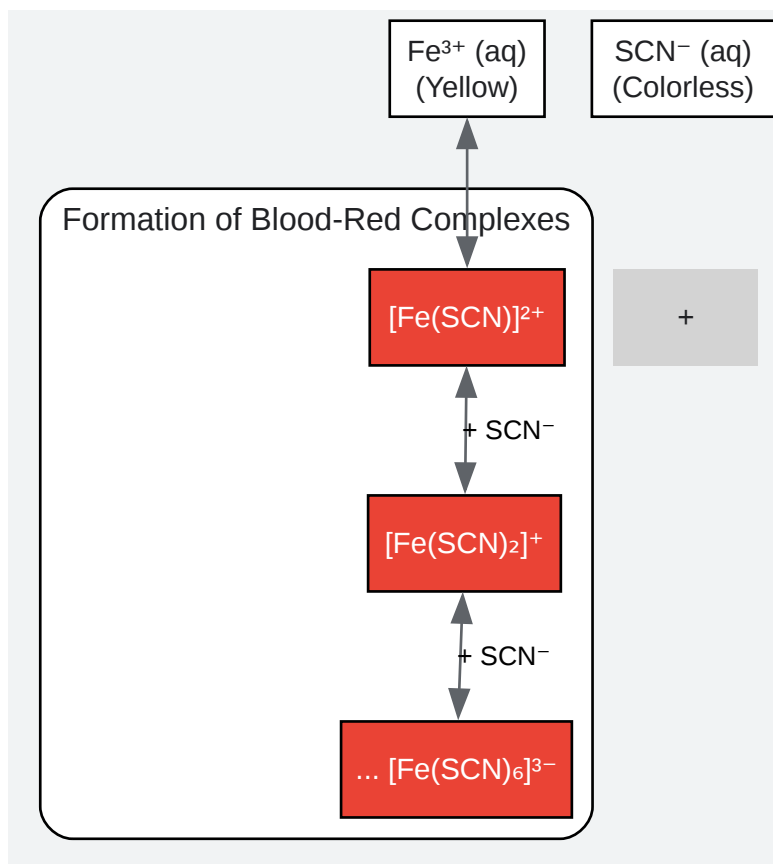 Fe³⁺ (aq)
(Yellow)
SCN⁻ (aq)
(Colorless)
Formation of Blood-Red Complexes
[Fe(SCN)]²⁺
+
+ SCN⁻
[Fe(SCN)₂]⁺
+ SCN⁻
... [Fe(SCN)₆]³⁻